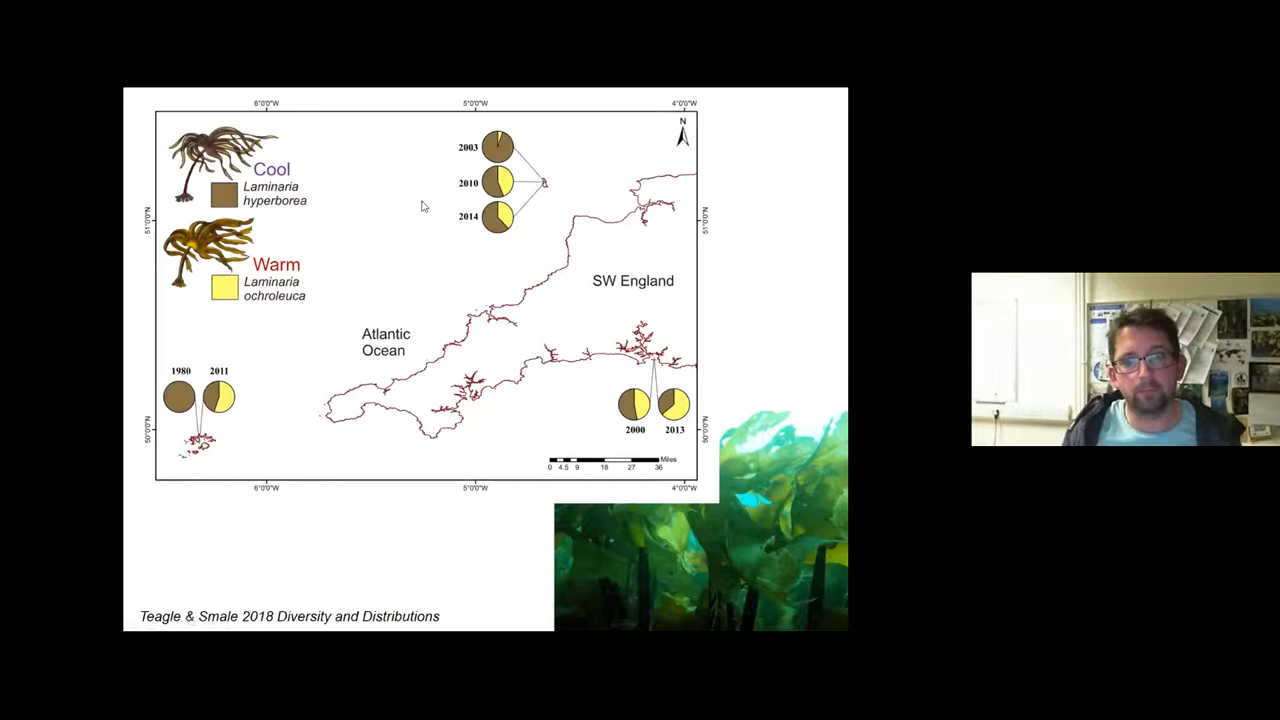 6°0'0"W 5°0'0"W 4°0'0"W
N
Cool
Laminaria
hyperborea
Warm
Laminaria
ochroleuca
2003
2010
2014
51°0'0"N
51°0'0"N
SW England
Atlantic
Ocean
1980 2011
2000 2013
50°0'0"N
50°0'0"N
Miles
0 4.5 9 18 27 36
6°0'0"W 5°0'0"W 4°0'0"W
Teagle & Smale 2018 Diversity and Distributions